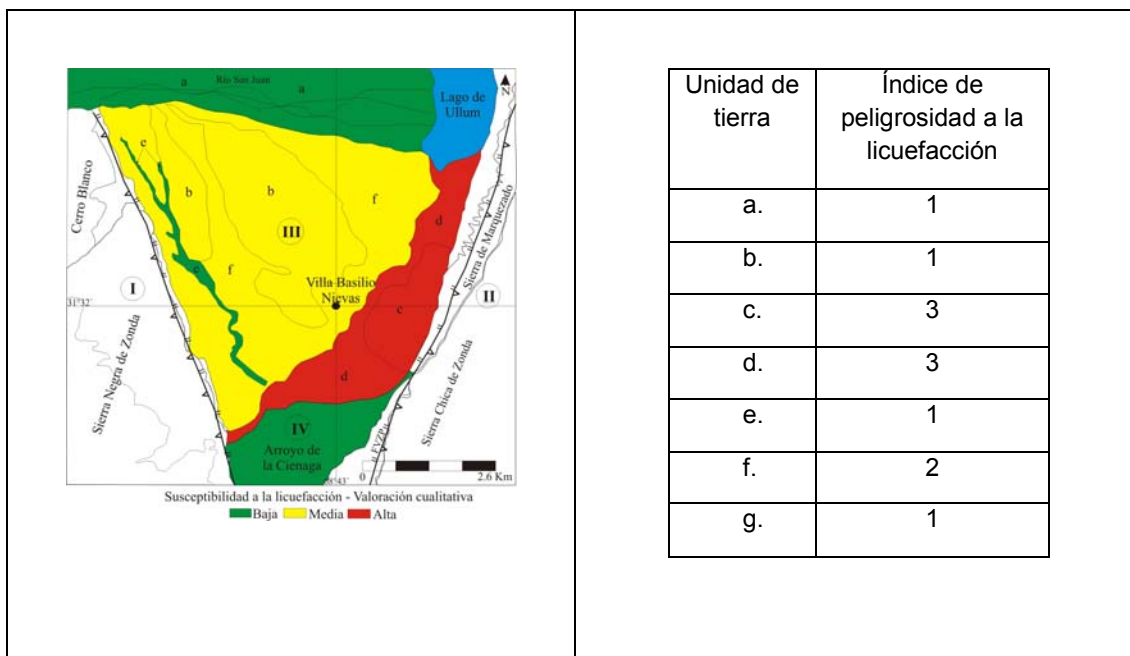 a
Río San Juan
a
N
Lago de
Ullum
e
Cerro Blanco
b
b
f
d
Sierra de Marquezado
III
e
f
I
Villa Basilio
Nievas
II
31°32´
c
Sierra Negra de Zonda
d
Sierra Chica de Zonda
IV
Arroyo de
la Cienaga
0
2.6 Km
Susceptibilidad a la licuefacción - Valoración cualitativa
Baja Media Alta
Unidad de
tierra
Índice de
peligrosidad a la
licuefacción
a. 1
b. 1
c. 3
d. 3
e. 1
f. 2
g. 1